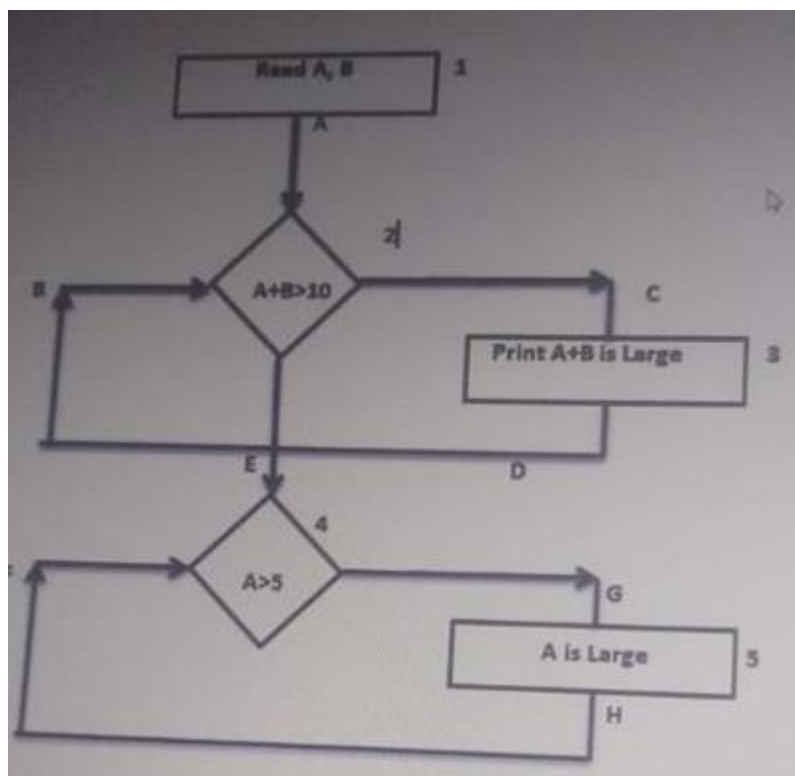 Read A, B
1
A
2
B
A+B>10
C
Print A+B is Large
3
E
D
4
A>5
G
A is Large
5
H